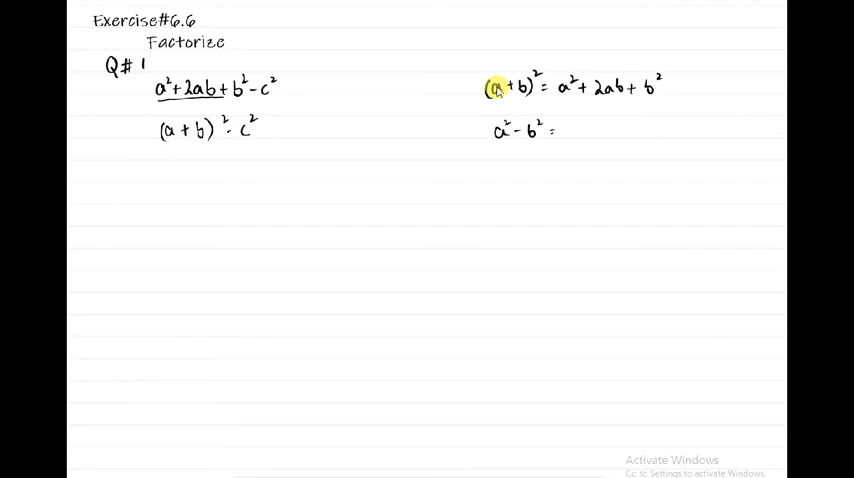 Exercise#6.6
Factorize
Q# 1
a²+2ab+b²-c²
(a+b)²-c²
(a+b)² = a²+2ab+b²
a²-b² =
Activate Windows
Go to Settings to activate Windows.